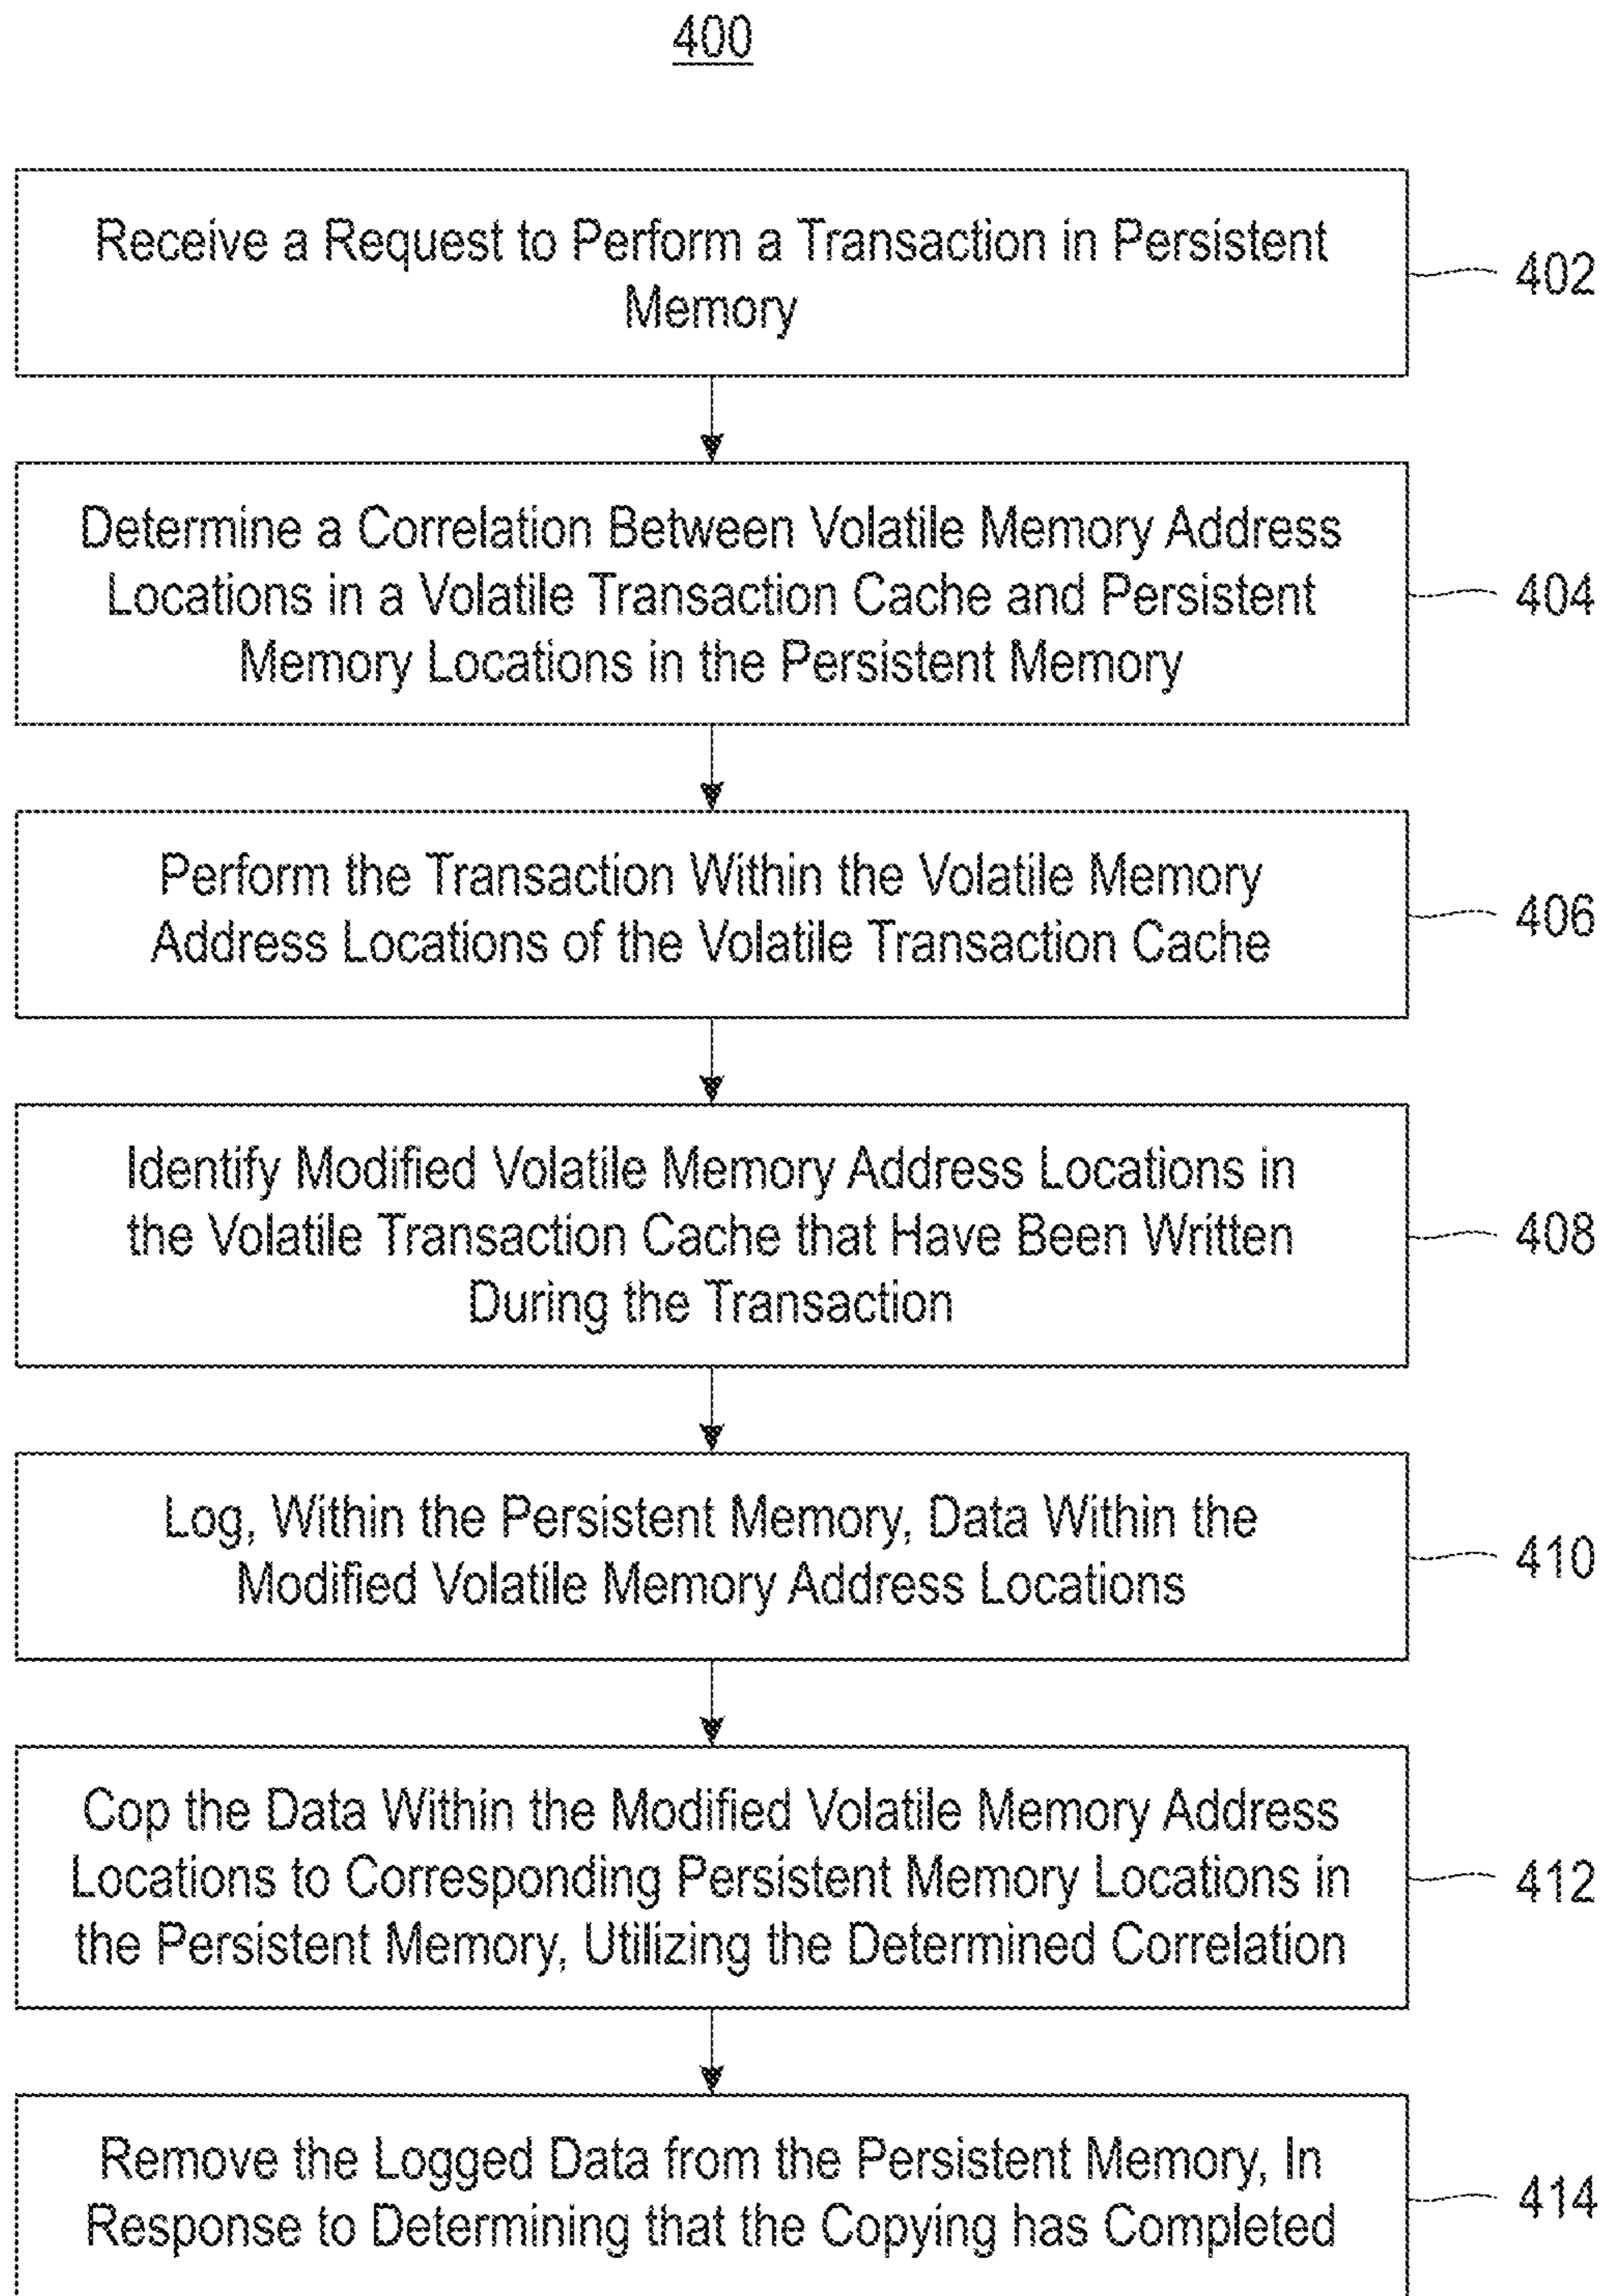 400
Receive a Request to Perform a Transaction in Persistent
Memory
402
Determine a Correlation Between Volatile Memory Address
Locations in a Volatile Transaction Cache and Persistent
Memory Locations in the Persistent Memory
404
Perform the Transaction Within the Volatile Memory
Address Locations of the Volatile Transaction Cache
406
Identify Modified Volatile Memory Address Locations in
the Volatile Transaction Cache that Have Been Written
During the Transaction
408
Log, Within the Persistent Memory, Data Within the
Modified Volatile Memory Address Locations
410
Cop the Data Within the Modified Volatile Memory Address
Locations to Corresponding Persistent Memory Locations in
the Persistent Memory, Utilizing the Determined Correlation
412
Remove the Logged Data from the Persistent Memory, In
Response to Determining that the Copying has Completed
414